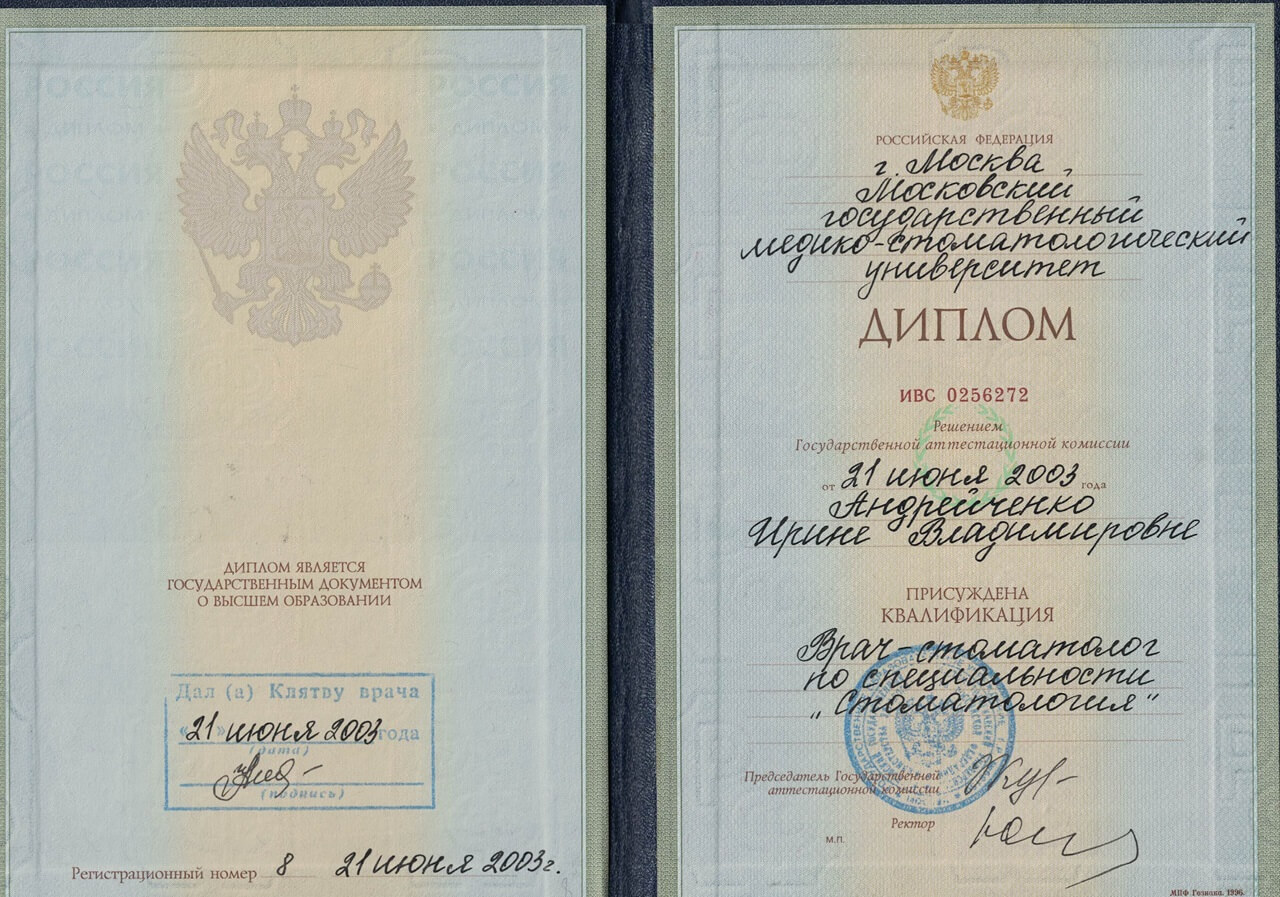 ДИПЛОМ ЯВЛЯЕТСЯ
ГОСУДАРСТВЕННЫМ ДОКУМЕНТОМ
О ВЫСШЕМ ОБРАЗОВАНИИ
Дал (а) Клятву врача
« 21 » июня 2003 года
(дата)
(подпись)
Регистрационный номер 8 21 июня 2003г.
РОССИЙСКАЯ ФЕДЕРАЦИЯ
г. Москва
Московский
государственный
медико-стоматологический
университет
ДИПЛОМ
ИВС 0256272
Решением
Государственной аттестационной комиссии
от 21 июня 2003 года
Андрейченко
Ирине Владимировне
ПРИСУЖДЕНА
КВАЛИФИКАЦИЯ
Врач-стоматолог
по специальности
„Стоматология"
Председатель Государственной
аттестационной комиссии
Ректор
М.П.
МПФ Гознака. 1996.